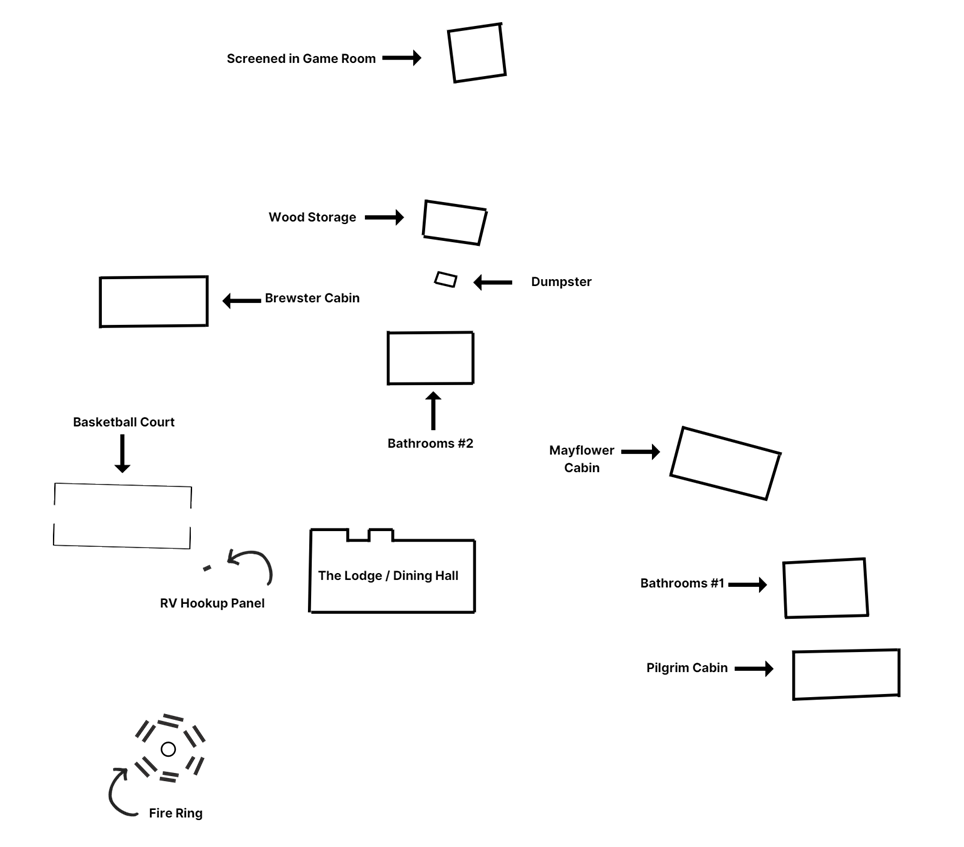 Screened in Game Room
Wood Storage
Dumpster
Brewster Cabin
Basketball Court
Bathrooms #2
Mayflower
Cabin
The Lodge / Dining Hall
Bathrooms #1
RV Hookup Panel
Pilgrim Cabin
Fire Ring